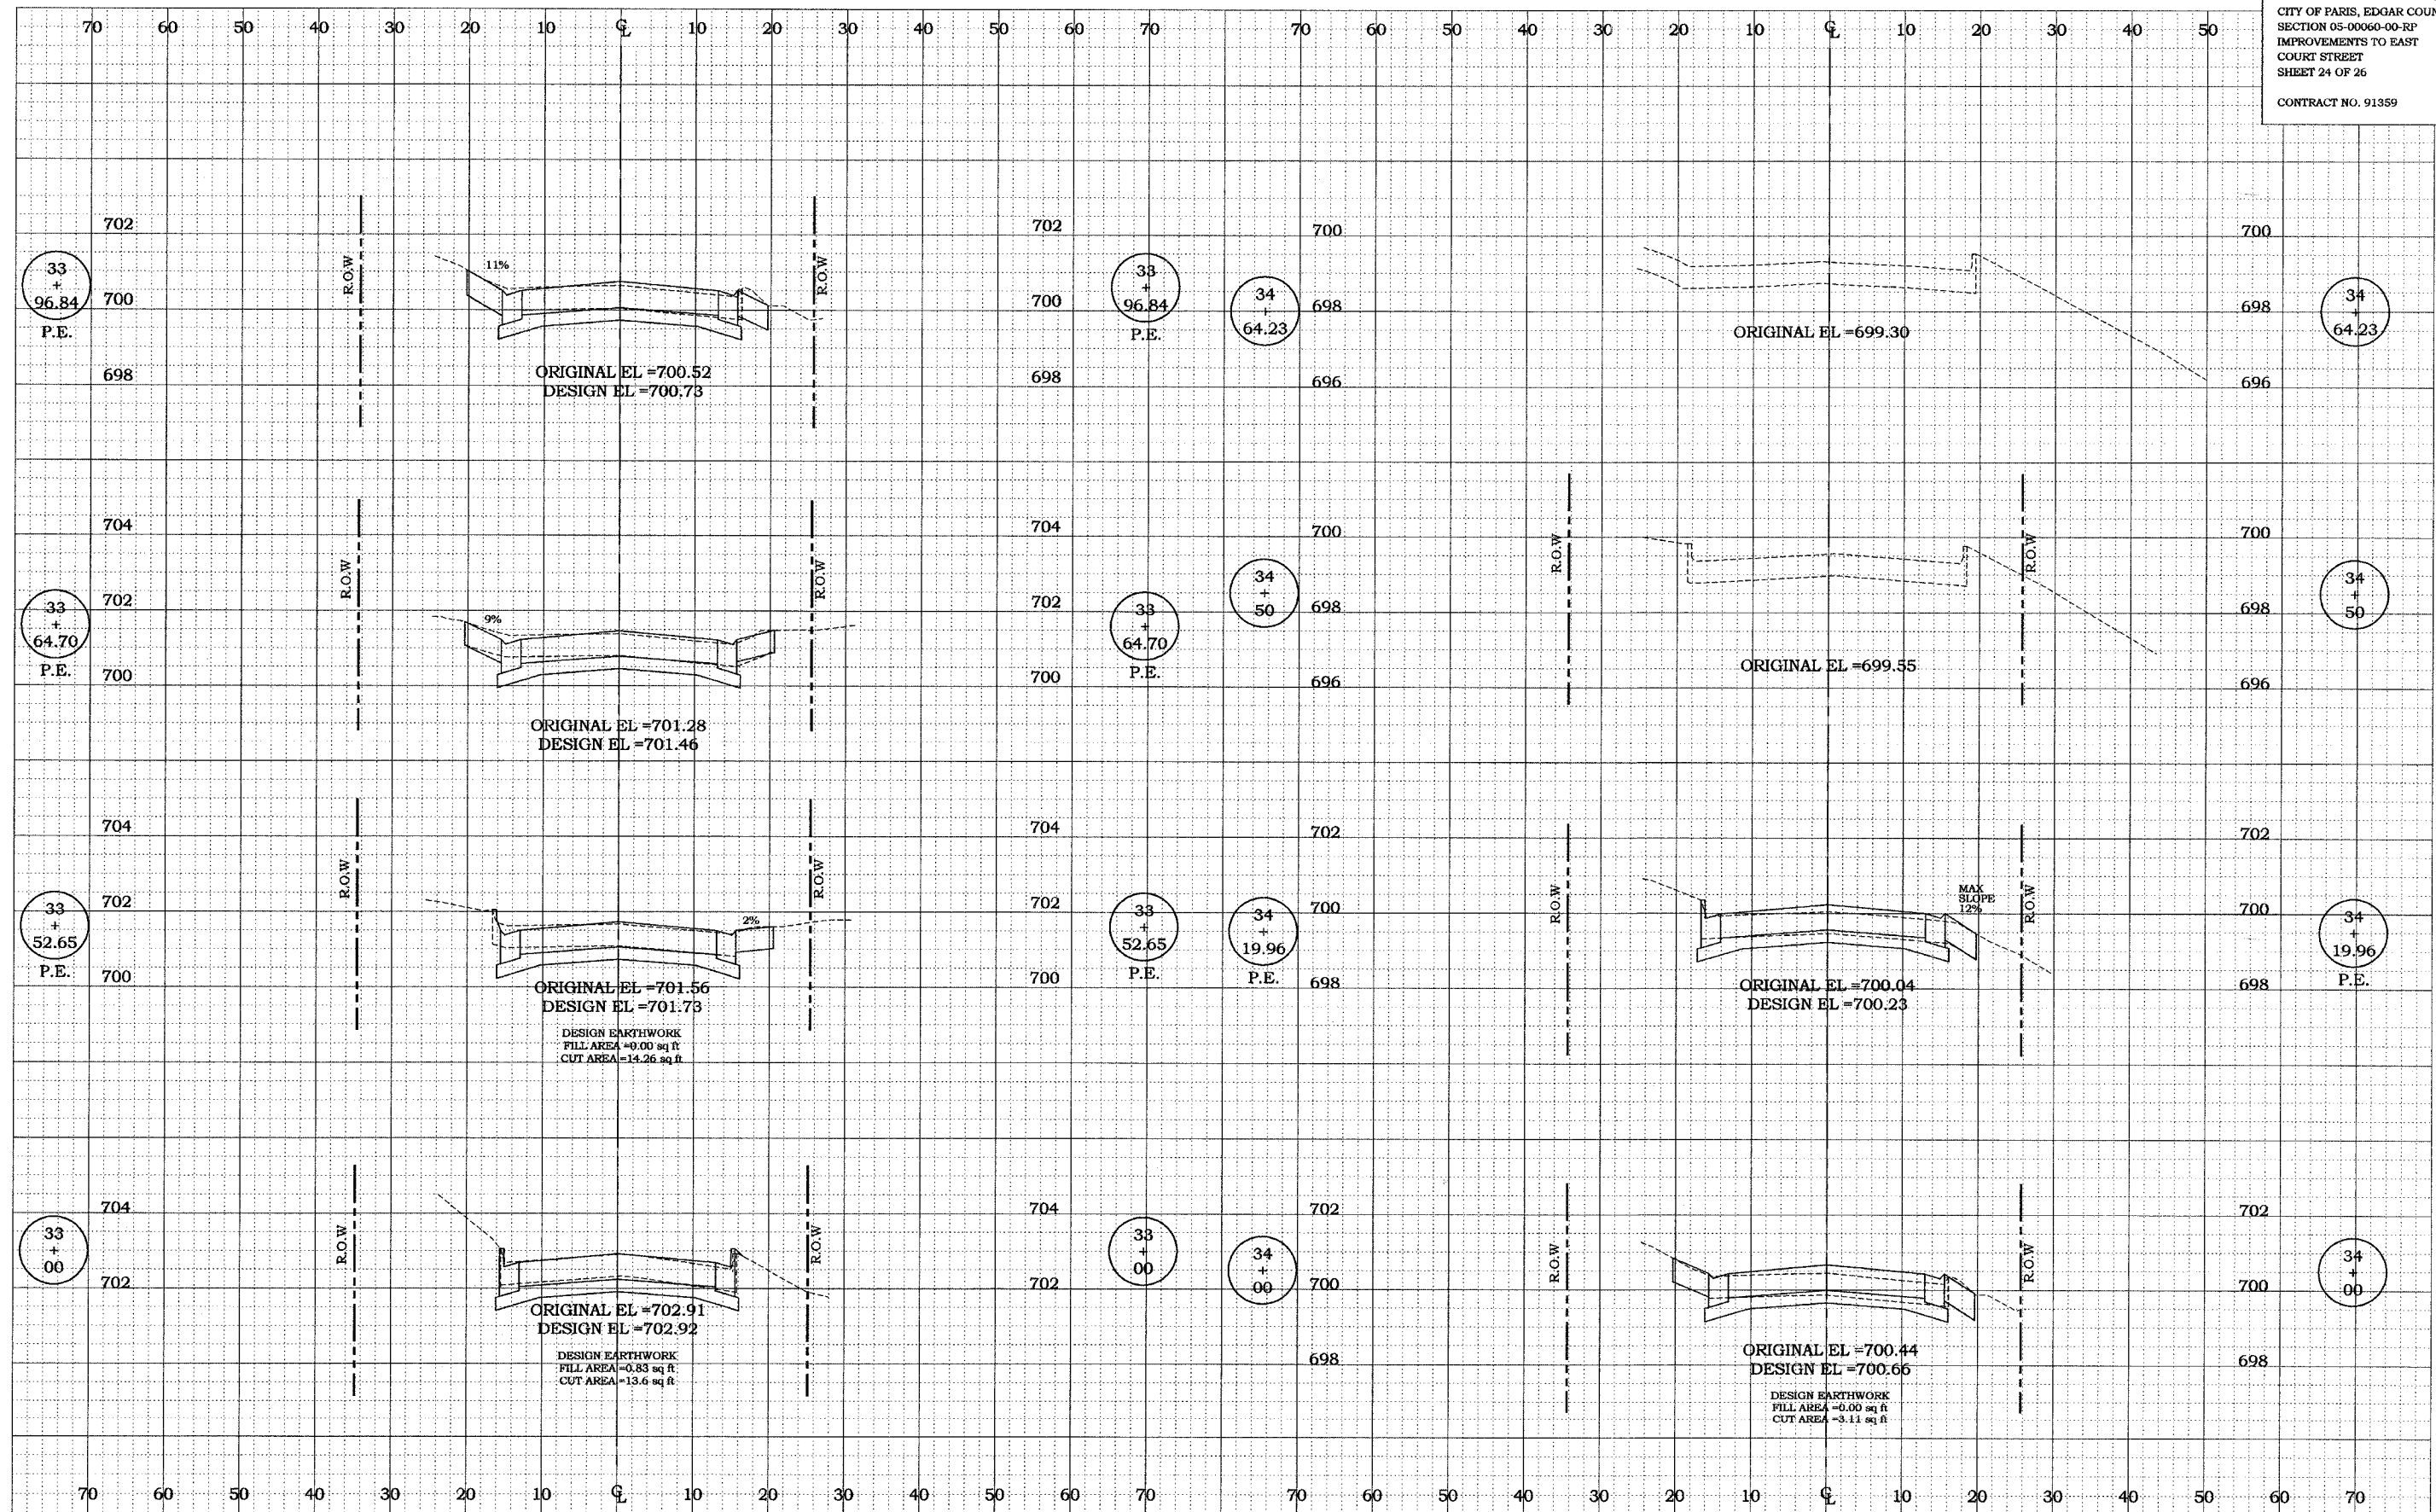 CITY OF PARIS, EDGAR
SECTION 05-00060-00-RP
IMPROVEMENTS TO EAST
COURT STREET
SHEET 24 OF 26
CONTRACT NO. 91359
70 60 50 40 30 20 10 ℄ 10 20 30 40 50 60 70 60 50 40 30 20 10 ℄ 10 20 30 40 50
33
+
96.84
P.E.
702
700
698
R.O.W
11%
R.O.W
ORIGINAL EL =700.52
DESIGN EL =700.73
702
700
698
33
+
96.84
P.E.
34
+
64.23
700
698
696
ORIGINAL EL =699.30
700
698
696
34
+
64.23
33
+
64.70
P.E.
704
702
700
R.O.W
9%
R.O.W
ORIGINAL EL =701.28
DESIGN EL =701.46
704
702
700
33
+
64.70
P.E.
34
+
50
700
698
696
R.O.W
R.O.W
ORIGINAL EL =699.55
700
698
696
34
+
50
33
+
52.65
P.E.
704
702
700
R.O.W
2%
R.O.W
ORIGINAL EL =701.56
DESIGN EL =701.73
DESIGN EARTHWORK
FILL AREA =0.00 sq ft
CUT AREA =14.26 sq ft
704
702
700
33
+
52.65
P.E.
34
+
19.96
P.E.
702
700
698
R.O.W
MAX
SLOPE
12%
R.O.W
ORIGINAL EL =700.04
DESIGN EL =700.23
702
700
698
34
+
19.96
P.E.
33
+
00
704
702
R.O.W
R.O.W
ORIGINAL EL =702.91
DESIGN EL =702.92
DESIGN EARTHWORK
FILL AREA =0.83 sq ft
CUT AREA =13.6 sq ft
704
702
33
+
00
34
+
00
702
700
698
R.O.W
R.O.W
ORIGINAL EL =700.44
DESIGN EL =700.66
DESIGN EARTHWORK
FILL AREA =0.00 sq ft
CUT AREA =3.11 sq ft
702
700
698
34
+
00
70 60 50 40 30 20 10 ℄ 10 20 30 40 50 60 70 70 60 50 40 30 20 10 ℄ 10 20 30 40 50 60 70